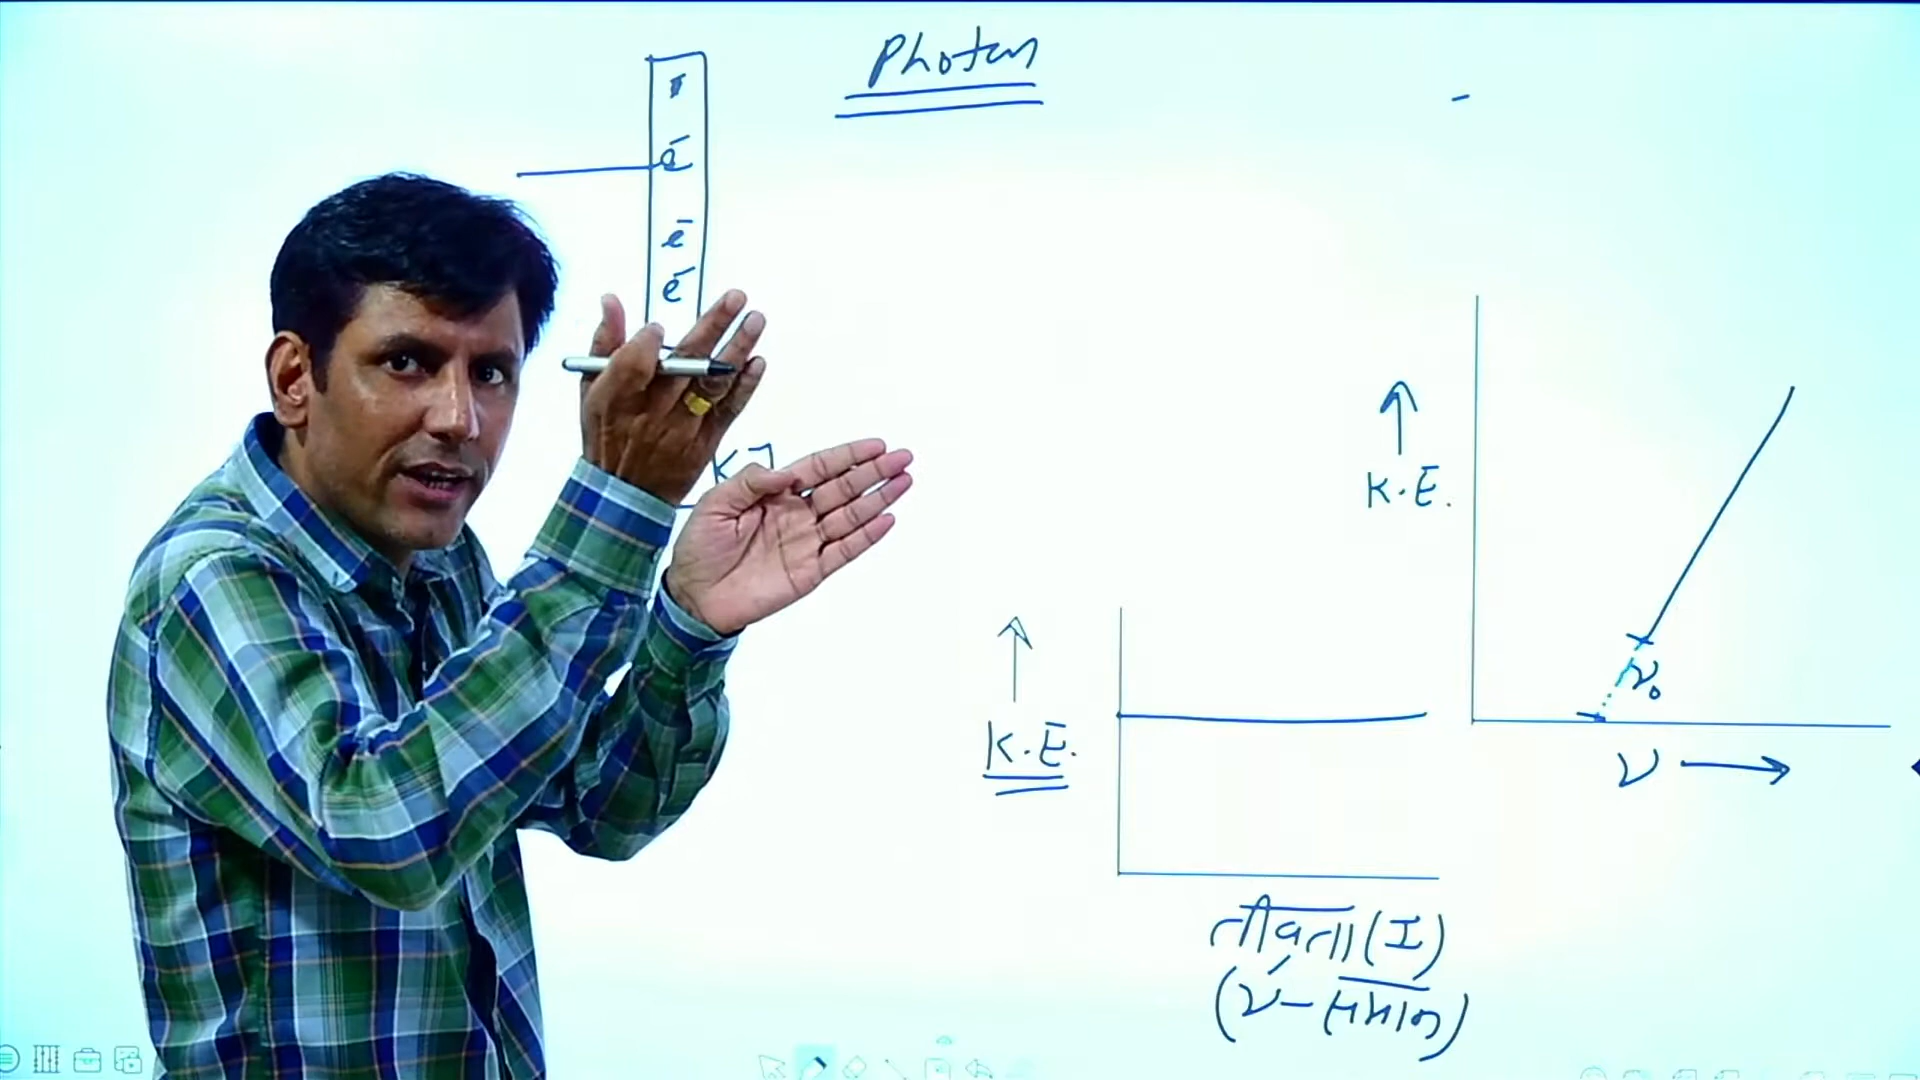 Photon
e⁻
e⁻
e⁻
K.E.
ν₀
ν →
K.E.
तीव्रता (I)
(ν - समान)